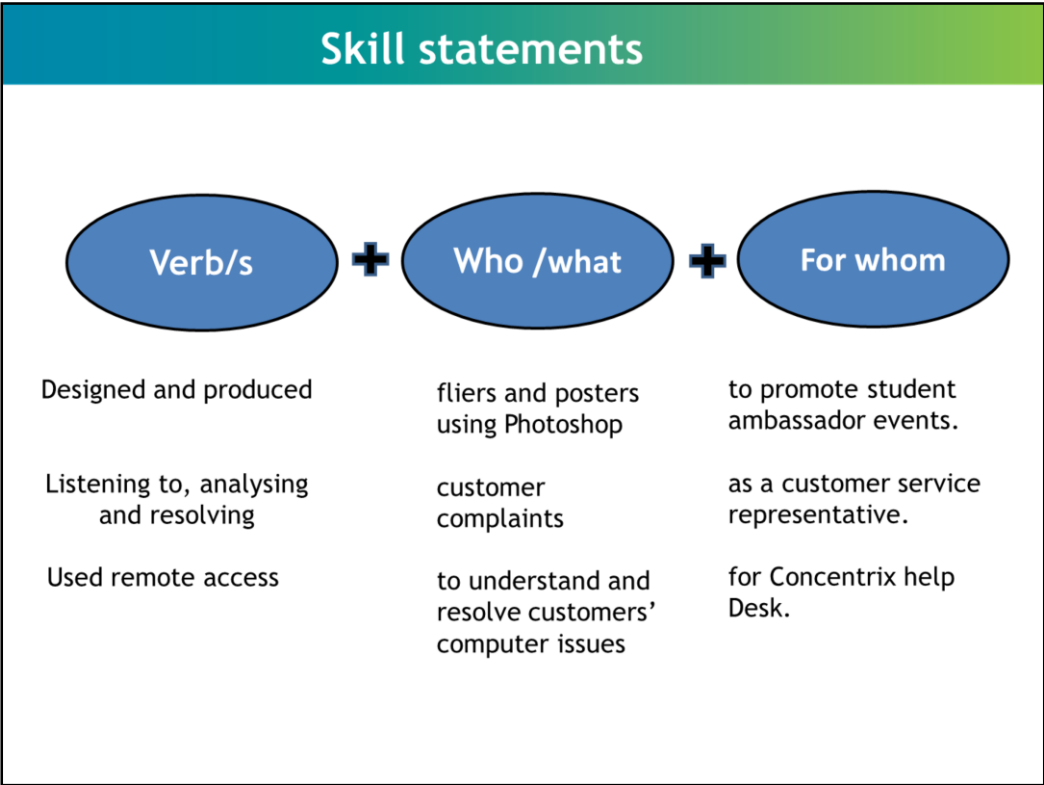 Skill statements
Verb/s
Who /what
For whom
Designed and produced
fliers and posters
using Photoshop
to promote student
ambassador events.
Listening to, analysing
and resolving
customer
complaints
as a customer service
representative.
Used remote access
to understand and
resolve customers’
computer issues
for Concentrix help
Desk.